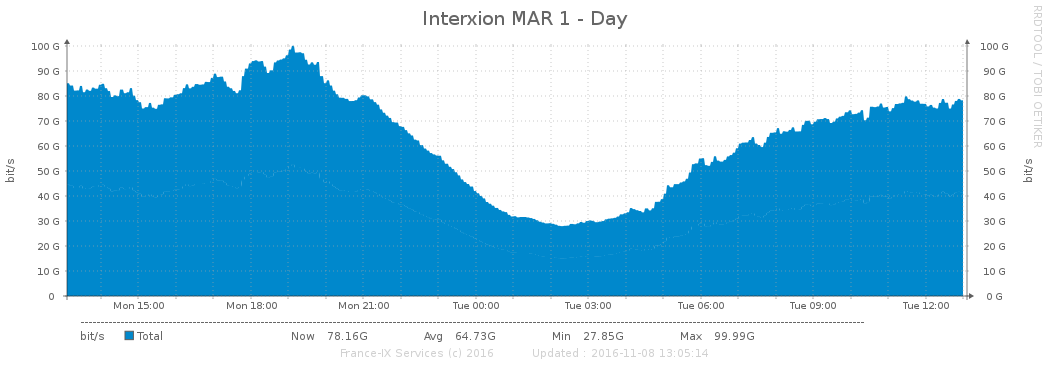 Interxion MAR 1 - Day
RRDTOOL / TOBI OETIKER
bit/s
100 G 100 G
90 G 90 G
80 G 80 G
70 G 70 G
60 G 60 G
50 G 50 G
40 G 40 G
30 G 30 G
20 G 20 G
10 G 10 G
0 0 G
bit/s
Mon 15:00 Mon 18:00 Mon 21:00 Tue 00:00 Tue 03:00 Tue 06:00 Tue 09:00 Tue 12:00
bit/s Total Now 78.16G Avg 64.73G Min 27.85G Max 99.99G
France-IX Services (c) 2016 Updated : 2016-11-08 13:05:14